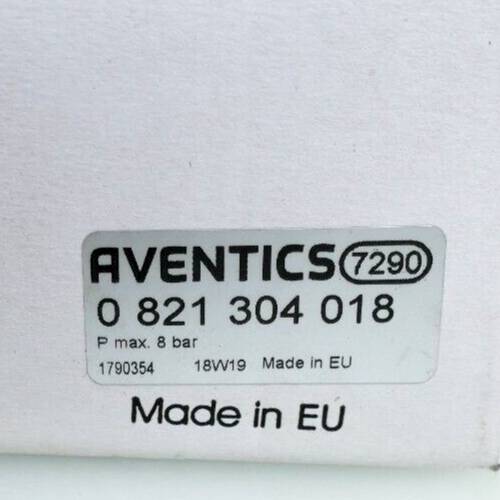 AVENTICS 7290
0 821 304 018
P max. 8 bar
1790354 18W19 Made in EU
Made in EU